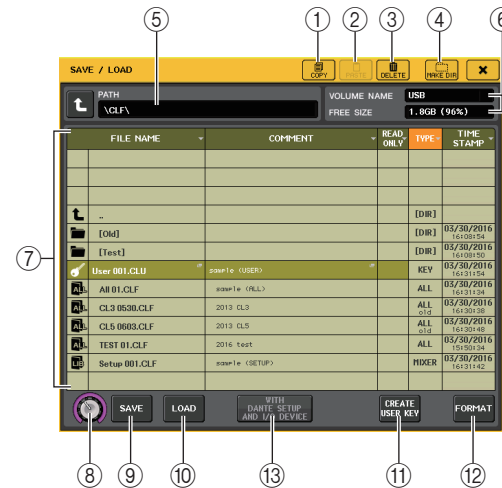 ① ② ③ ④ ⑤ ⑥
SAVE / LOAD COPY PASTE DELETE MAKE DIR ×
PATH
\CLF\
VOLUME NAME USB
FREE SIZE 1.8GB (96%)
FILE NAME COMMENT READ ONLY TYPE TIME STAMP
.. [DIR]
[Old] [DIR] 03/30/2016 16:08:54
[Test] [DIR] 03/30/2016 16:08:50
User 001.CLU sample (USER) KEY 03/30/2016 16:31:54
ALL All 01.CLF sample (ALL) ALL 03/30/2016 16:31:34
ALL CL3 0530.CLF 2013 CL3 ALL old 03/30/2016 16:30:38
ALL CL5 0603.CLF 2013 CL5 ALL old 03/30/2016 16:30:48
ALL TEST 01.CLF 2016 test ALL 03/30/2016 15:50:34
LIB Setup 001.CLF sample (SETUP) MIXER 03/30/2016 16:31:42
⑦
SAVE LOAD WITH DANTE SETUP AND I/O DEVICE CREATE USER KEY FORMAT
⑧ ⑨ ⑩ ⑬ ⑪ ⑫